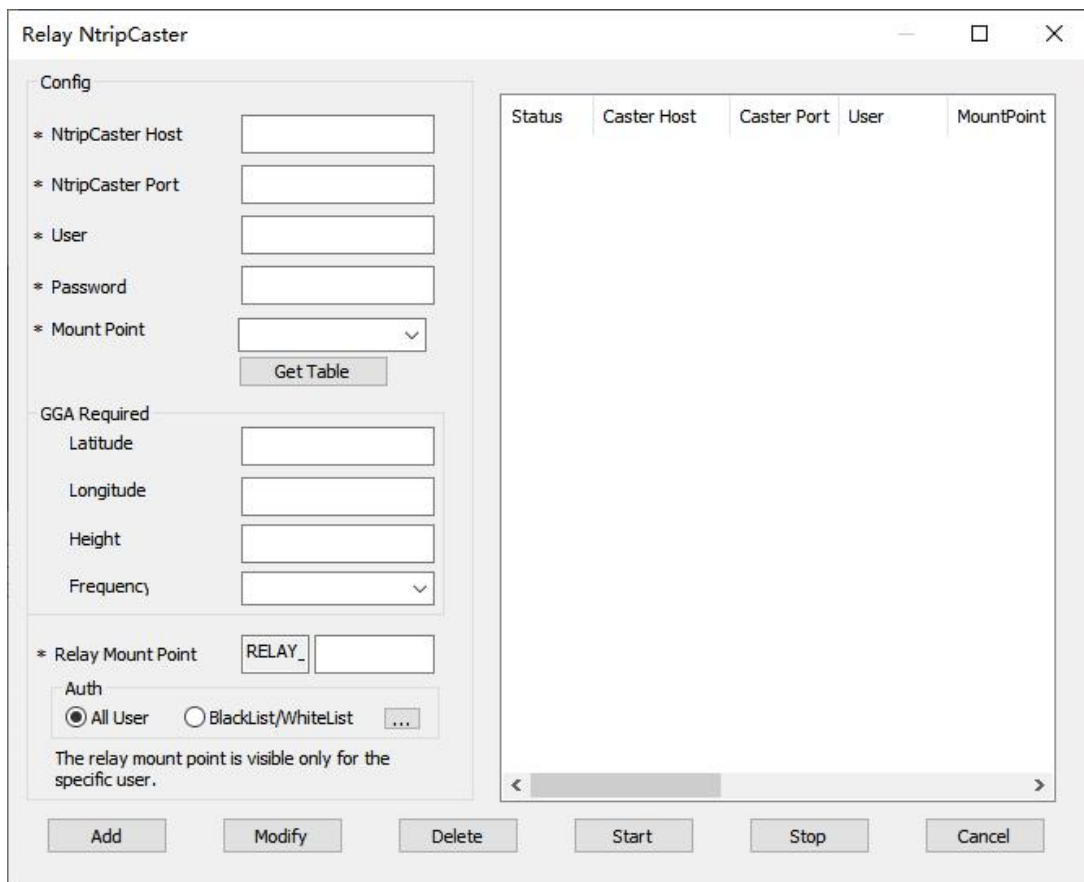 Relay NtripCaster
Config
* NtripCaster Host
* NtripCaster Port
* User
* Password
* Mount Point
Get Table
GGA Required
Latitude
Longitude
Height
Frequency
* Relay Mount Point RELAY_
Auth
All User BlackList/WhiteList ...
The relay mount point is visible only for the
specific user.
Status Caster Host Caster Port User MountPoint
Add Modify Delete Start Stop Cancel